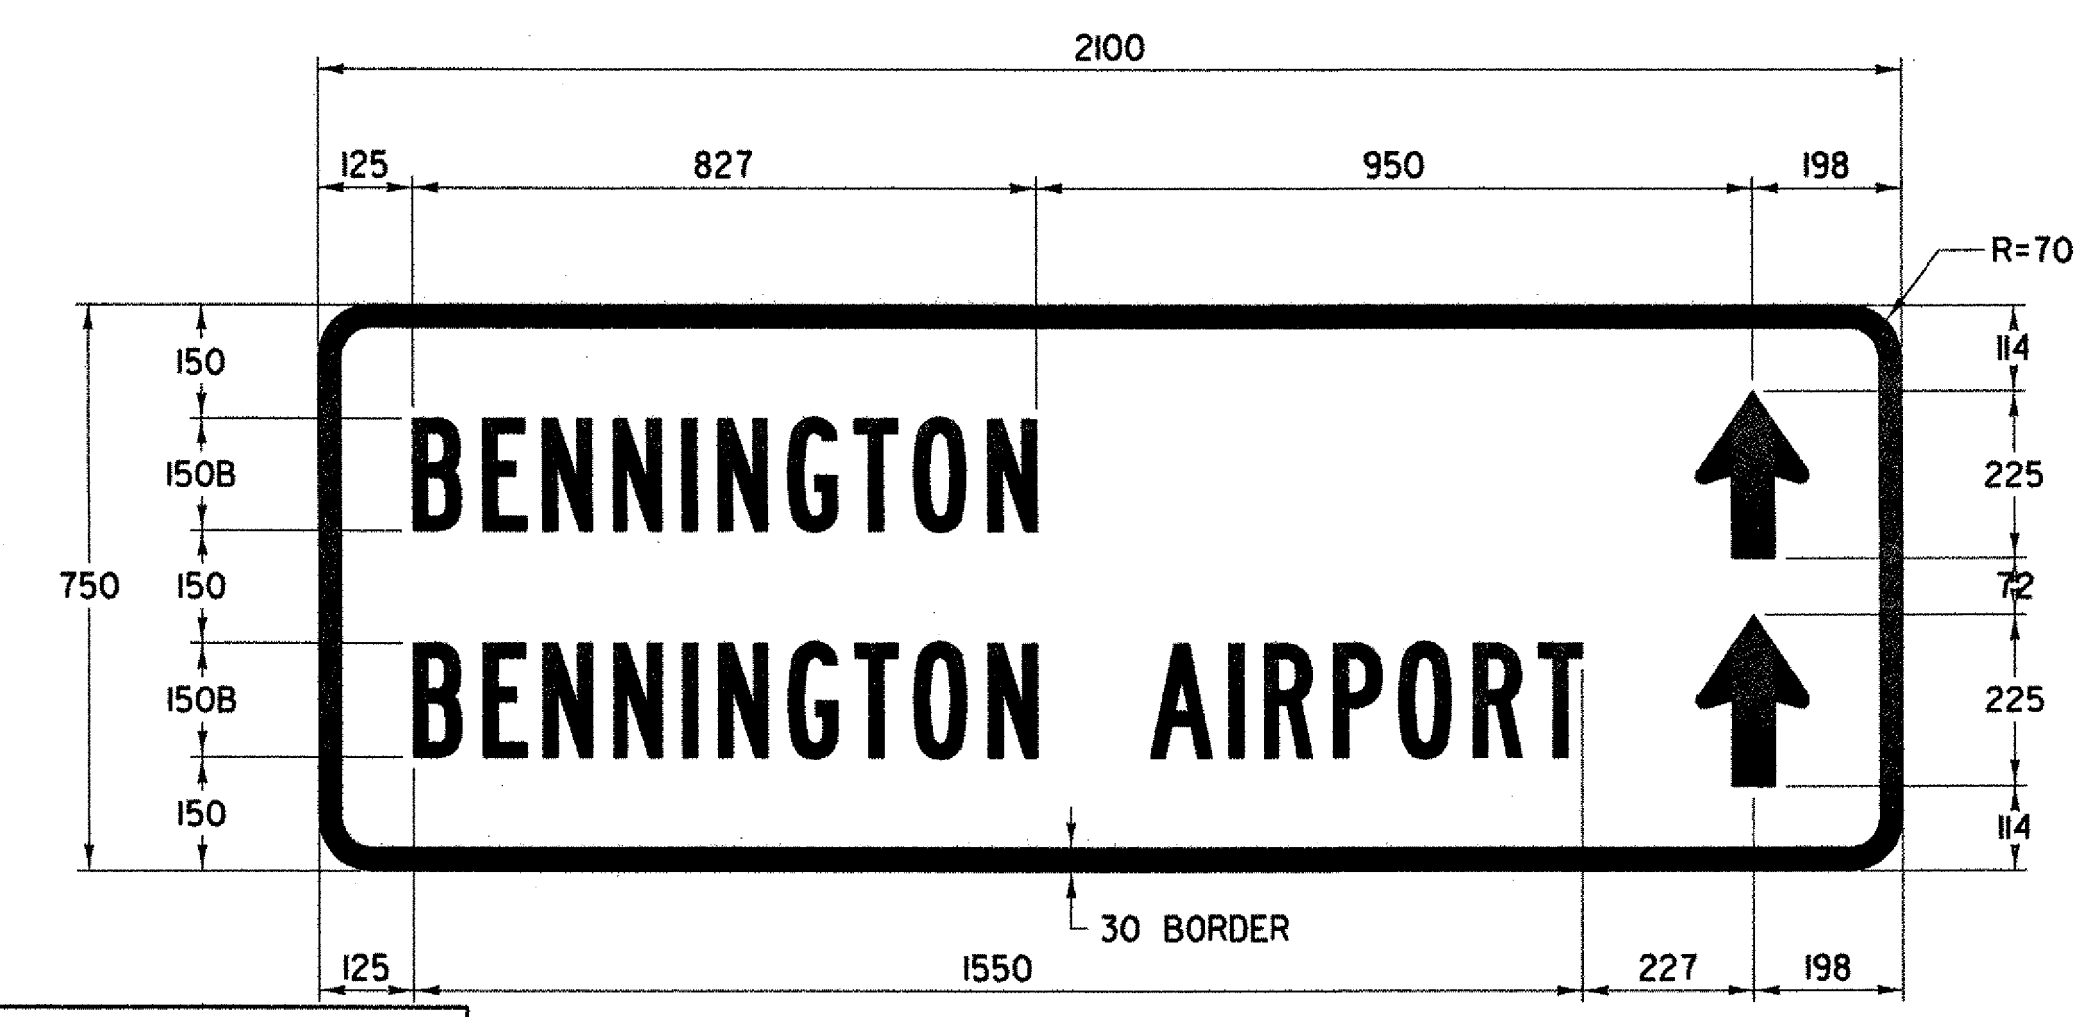 2100
125 827 950 198
R=70
150 114
BENNINGTON
150B 225
750 150 72
BENNINGTON AIRPORT
150B 225
150 114
30 BORDER
125 1550 227 198